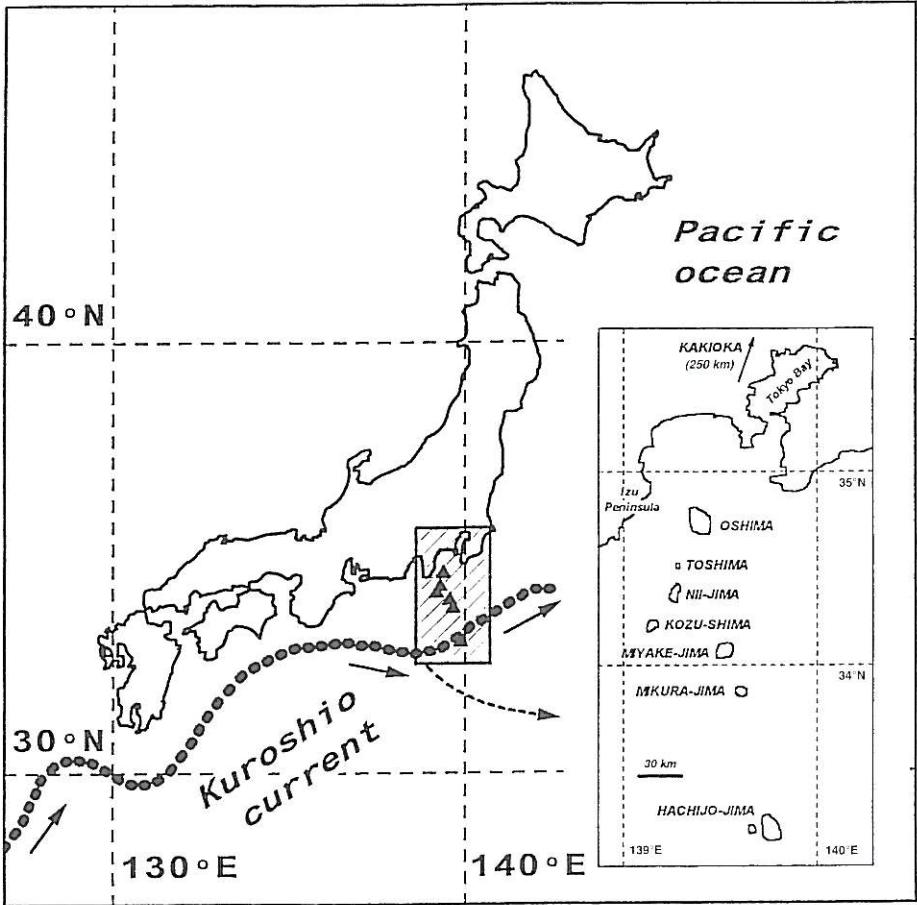 Pacific
ocean
40°N
KAKIOKA
(250 km)
Tokyo Bay
35°N
Izu
Peninsula
OSHIMA
TOSHIMA
NII-JIMA
KOZU-SHIMA
MIYAKE-JIMA
34°N
MIKURA-JIMA
30 km
HACHIJO-JIMA
139°E
140°E
30°N
Kuroshio
current
130°E
140°E